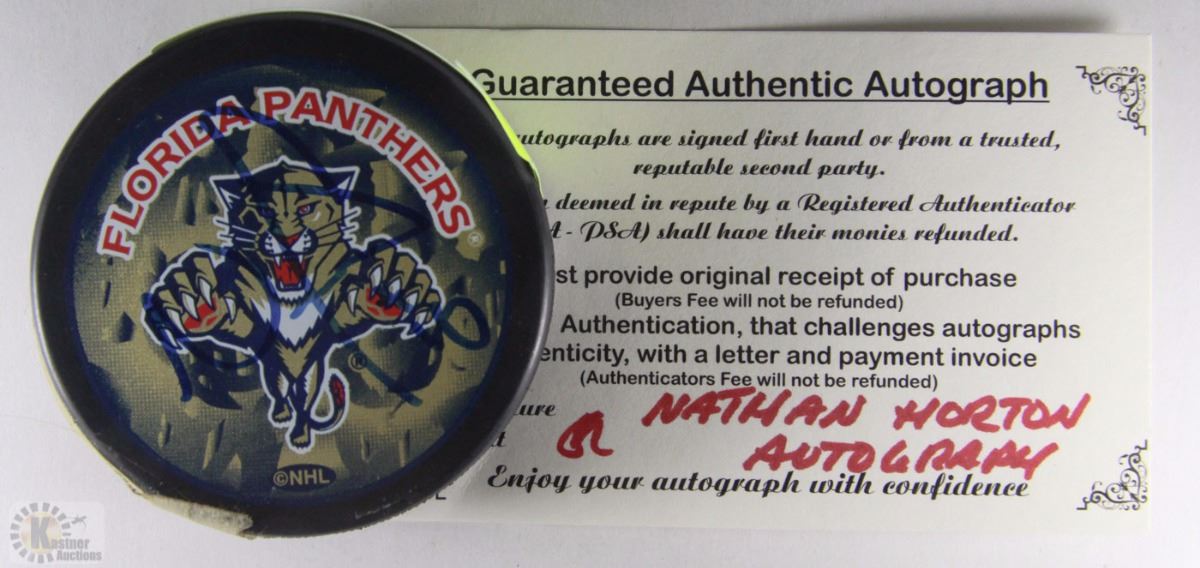 FLORIDA PANTHERS
®
®
©NHL
Guaranteed Authentic Autograph
utographs are signed first hand or from a trusted,
reputable second party.
deemed in repute by a Registered Authenticator
A - PSA) shall have their monies refunded.
st provide original receipt of purchase
(Buyers Fee will not be refunded)
Authentication, that challenges autographs
enticity, with a letter and payment invoice
(Authenticators Fee will not be refunded)
ure
NATHAN HORTON
AUTOGRAPH
Enjoy your autograph with confidence
Kastner
Auctions